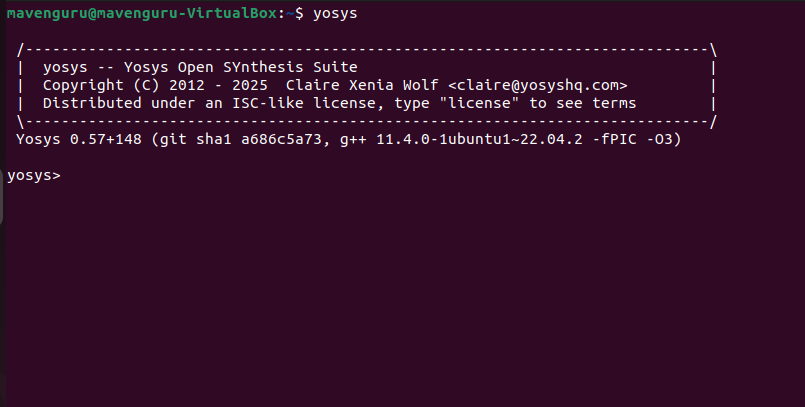 mavenguru@mavenguru-VirtualBox:~$ yosys
/----------------------------------------------------------------------------\
|  yosys -- Yosys Open SYnthesis Suite                                       |
|  Copyright (C) 2012 - 2025  Claire Xenia Wolf <claire@yosyshq.com>         |
|  Distributed under an ISC-like license, type "license" to see terms        |
\----------------------------------------------------------------------------/
Yosys 0.57+148 (git sha1 a686c5a73, g++ 11.4.0-1ubuntu1~22.04.2 -fPIC -O3)
yosys>